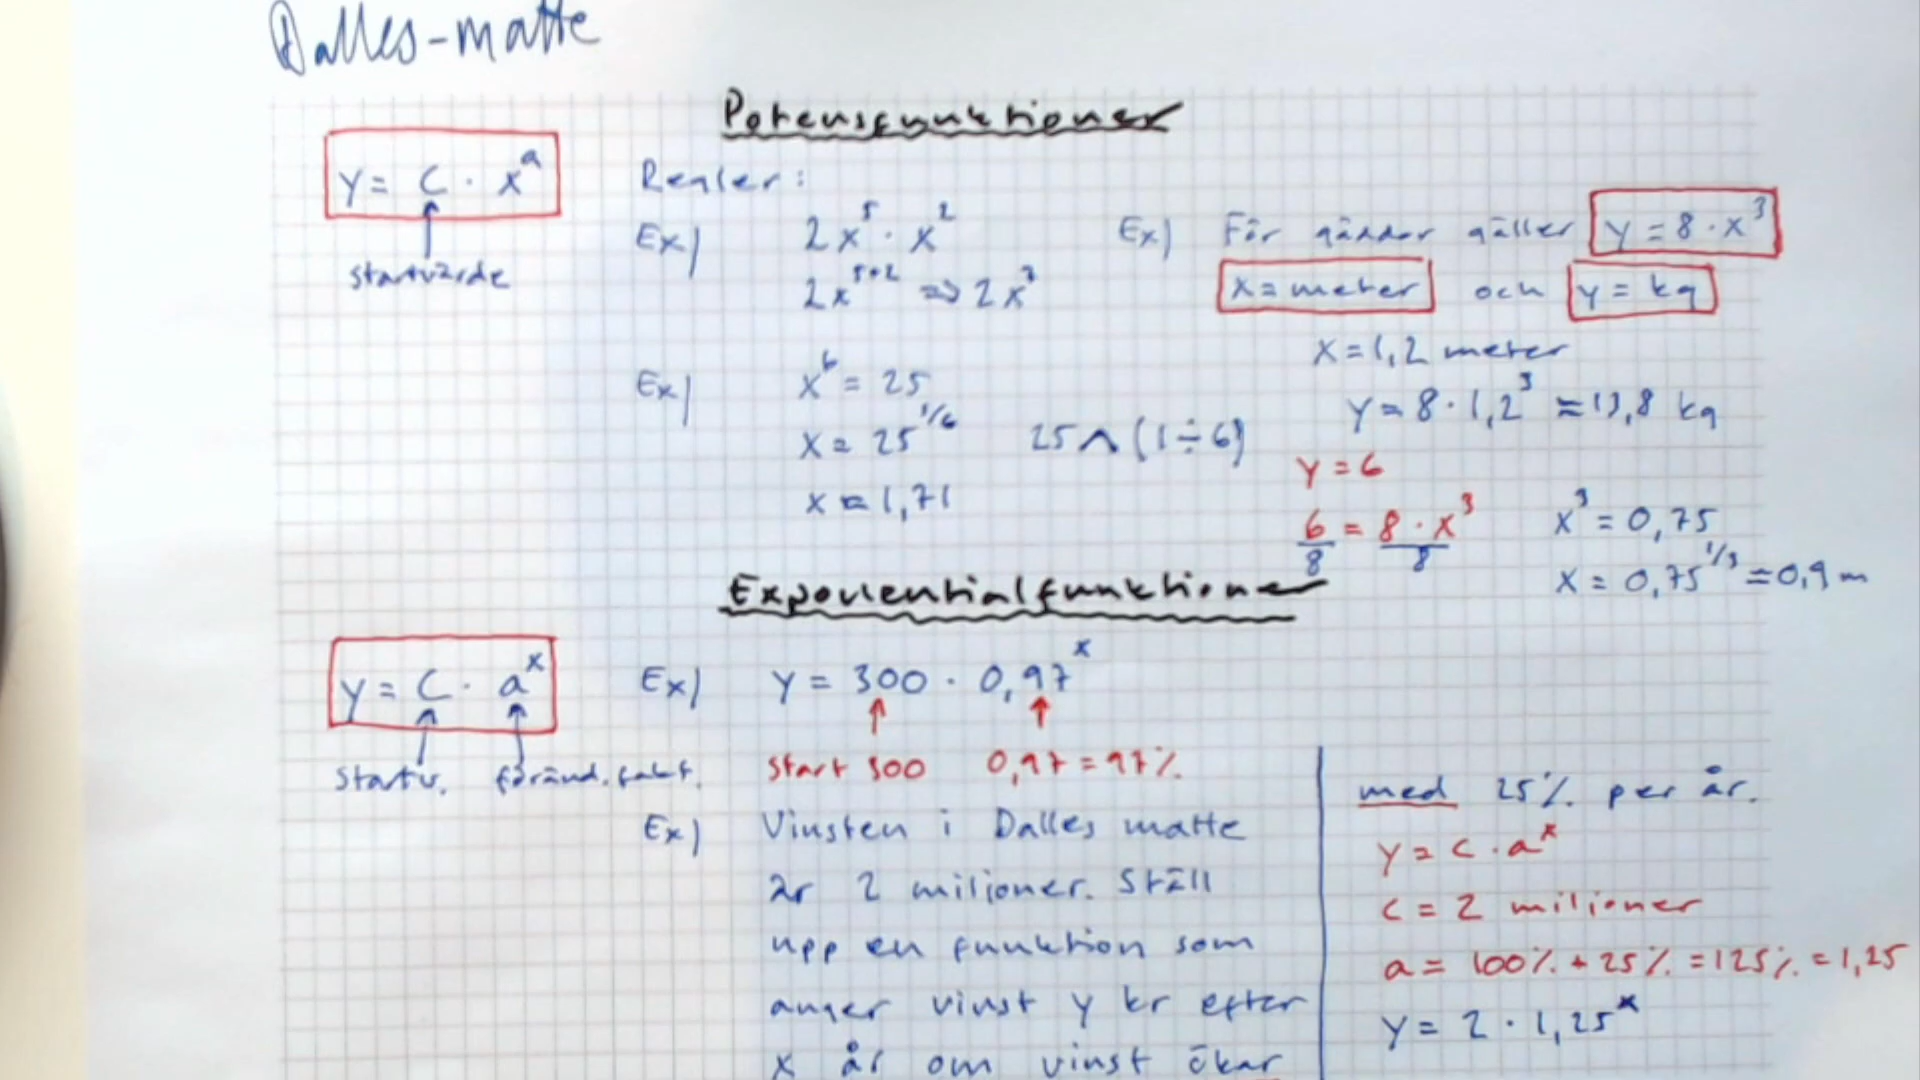 Dalles-matte
Potensfunktioner
y = C · x^a
startvärde
Regler:
Ex) 2x^5 · x^2
2x^5+2 => 2x^7
Ex) x^6 = 25
x = 25^1/6 25∧(1÷6)
x ≈ 1,71
Ex) För gäddor gäller y = 8 · x^3
x = meter och y = kg
x = 1,2 meter
y = 8 · 1,2^3 ≈ 13,8 kg
y = 6
6/8 = 8 · x^3/8
x^3 = 0,75
x = 0,75^1/3 ≈ 0,9 m
Exponentialfunktioner
y = C · a^x
Startv. föränd.fakt.
Ex) y = 300 · 0,97^x
start 300 0,97 = 97%
Ex) Vinsten i Dalles matte
är 2 miljoner. Ställ
upp en funktion som
anger vinst y kr efter
x år om vinst ökar
med 25% per år.
y = C · a^x
C = 2 miljoner
a = 100% + 25% = 125% = 1,25
y = 2 · 1,25^x